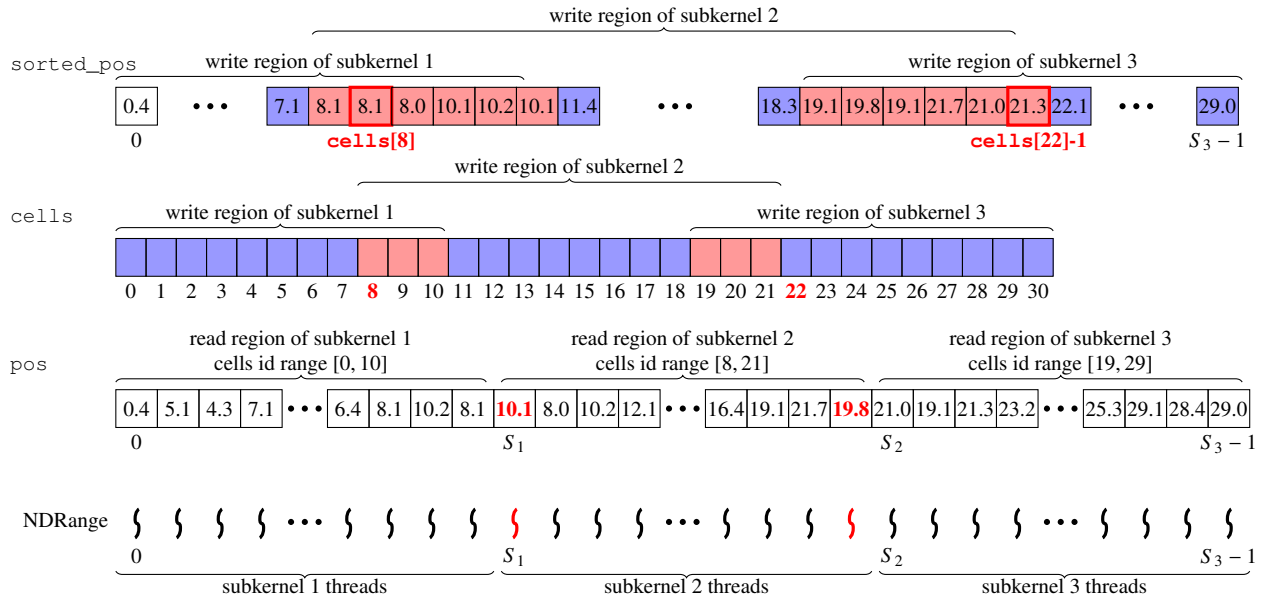 write region of subkernel 2
sorted_pos
write region of subkernel 1
write region of subkernel 3
0.4 ••• 7.1 8.1 8.1 8.0 10.1 10.2 10.1 11.4 ••• 18.3 19.1 19.8 19.1 21.7 21.0 21.3 22.1 ••• 29.0
0 cells[8] cells[22]-1 S3 − 1
write region of subkernel 2
cells
write region of subkernel 1
write region of subkernel 3
0 1 2 3 4 5 6 7 8 9 10 11 12 13 14 15 16 17 18 19 20 21 22 23 24 25 26 27 28 29 30
pos
read region of subkernel 1
cells id range [0, 10]
read region of subkernel 2
cells id range [8, 21]
read region of subkernel 3
cells id range [19, 29]
0.4 5.1 4.3 7.1 ••• 6.4 8.1 10.2 8.1 10.1 8.0 10.2 12.1 ••• 16.4 19.1 21.7 19.8 21.0 19.1 21.3 23.2 ••• 25.3 29.1 28.4 29.0
0 S1 S2 S3 − 1
NDRange ••• ••• •••
0 S1 S2 S3 − 1
subkernel 1 threads
subkernel 2 threads
subkernel 3 threads